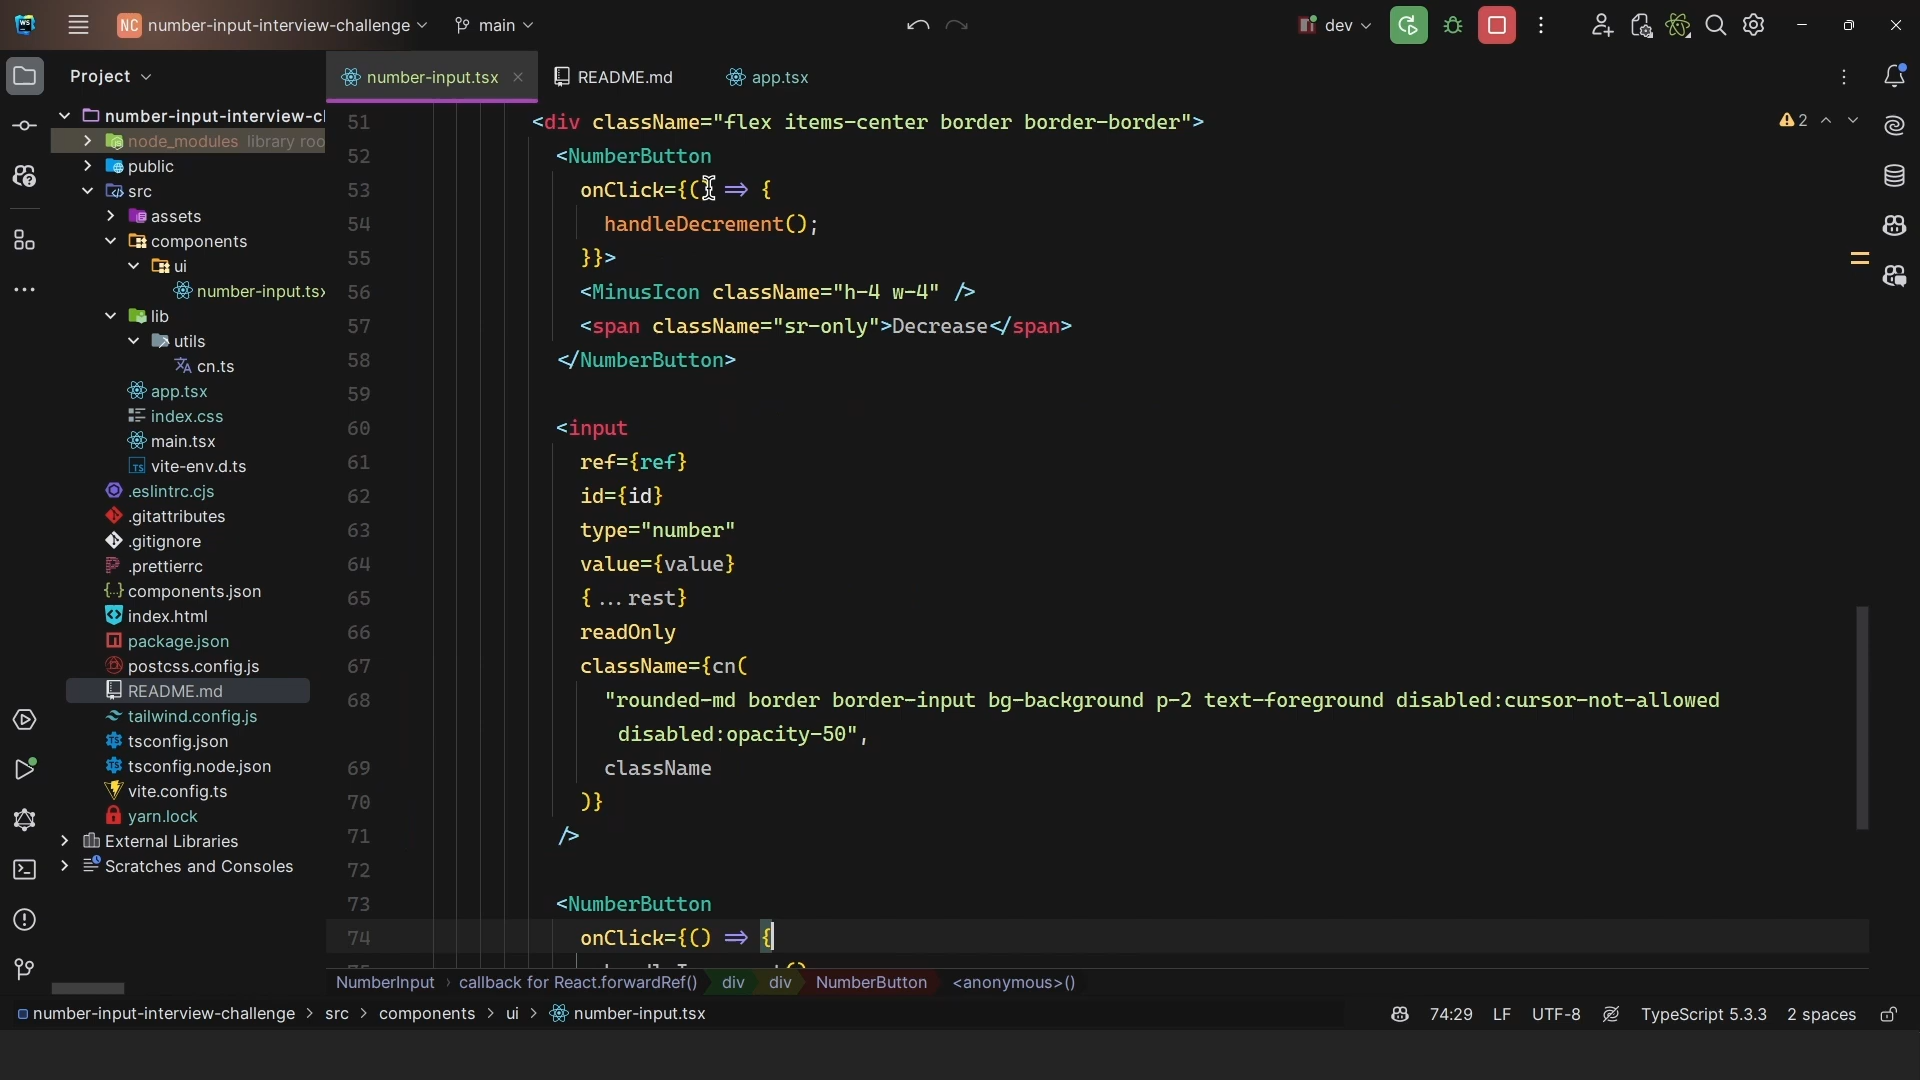 WS
NC number-input-interview-challenge
main
dev
Project
number-input.tsx
README.md
app.tsx
number-input-interview-cl
node_modules library roo
public
src
assets
components
ui
number-input.tsx
lib
utils
cn.ts
app.tsx
index.css
main.tsx
TS vite-env.d.ts
.eslintrc.cjs
.gitattributes
.gitignore
.prettierrc
components.json
index.html
package.json
postcss.config.js
README.md
tailwind.config.js
tsconfig.json
tsconfig.node.json
vite.config.ts
yarn.lock
External Libraries
Scratches and Consoles
2
51 <div className="flex items-center border border-border">
52 <NumberButton
53 onClick={() => {
54 handleDecrement();
55 }}>
56 <MinusIcon className="h-4 w-4" />
57 <span className="sr-only">Decrease</span>
58 </NumberButton>
59
60 <input
61 ref={ref}
62 id={id}
63 type="number"
64 value={value}
65 {...rest}
66 readOnly
67 className={cn(
68 "rounded-md border border-input bg-background p-2 text-foreground disabled:cursor-not-allowed
disabled:opacity-50",
69 className
70 )}
71 />
72
73 <NumberButton
74 onClick={() => {
NumberInput › callback for React.forwardRef() div div NumberButton <anonymous>()
number-input-interview-challenge > src > components > ui > number-input.tsx
74:29 LF UTF-8 TypeScript 5.3.3 2 spaces